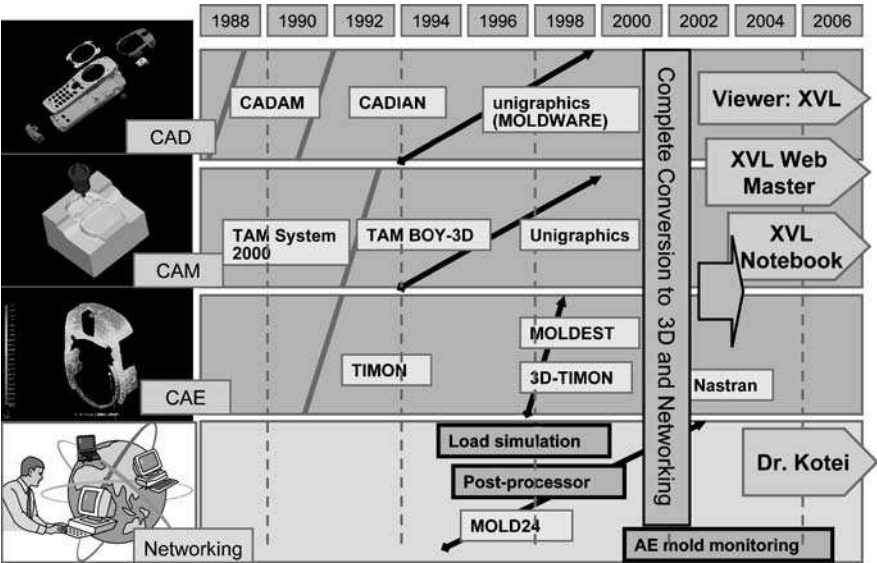 1988 1990 1992 1994 1996 1998 2000 2002 2004 2006
CAD
CADAM
CADIAN
unigraphics
(MOLDWARE)
Viewer: XVL
CAM
TAM System
2000
TAM BOY-3D
Unigraphics
XVL Web
Master
XVL
Notebook
CAE
TIMON
MOLDEST
3D-TIMON
Nastran
Complete Conversion to 3D and Networking
Networking
Load simulation
Post-processor
MOLD24
AE mold monitoring
Dr. Kotei